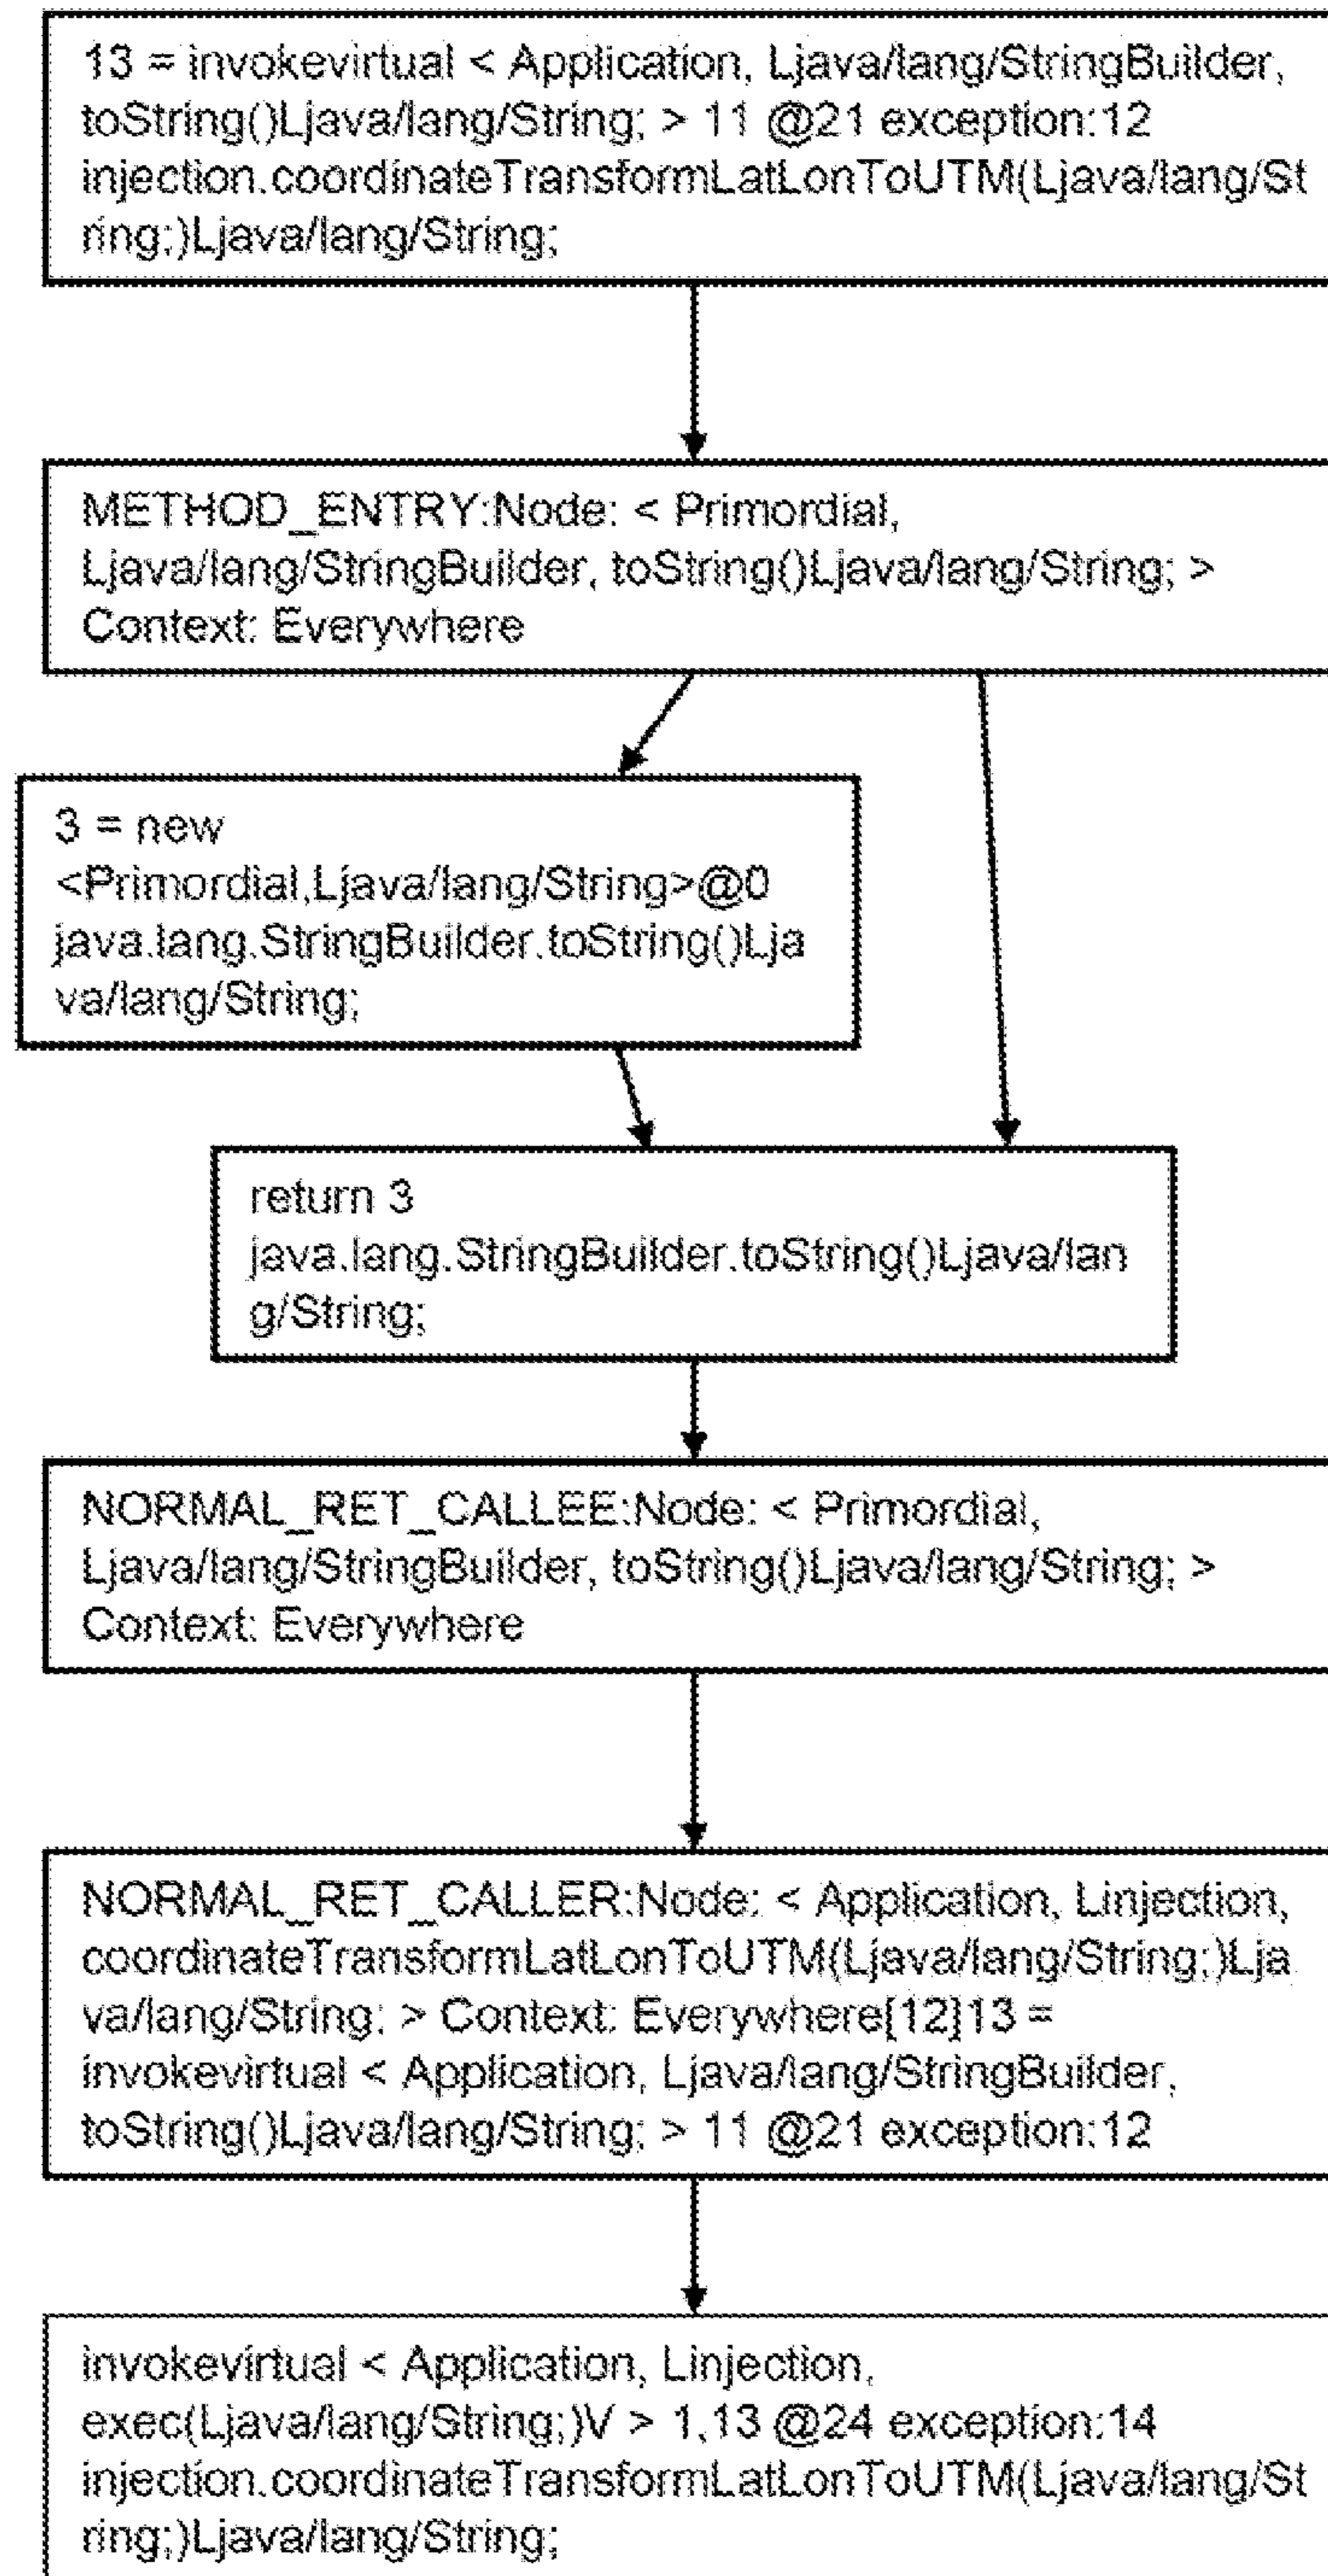 13 = invokevirtual < Application, Ljava/lang/StringBuilder,
toString()Ljava/lang/String; > 11 @21 exception:12
injection.coordinateTransformLatLonToUTM(Ljava/lang/St
ring;)Ljava/lang/String;
METHOD_ENTRY:Node: < Primordial,
Ljava/lang/StringBuilder, toString()Ljava/lang/String; >
Context: Everywhere
3 = new
<Primordial,Ljava/lang/String>@0
java.lang.StringBuilder.toString()Lja
va/lang/String;
return 3
java.lang.StringBuilder.toString()Ljava/lan
g/String;
NORMAL_RET_CALLEE:Node: < Primordial,
Ljava/lang/StringBuilder, toString()Ljava/lang/String; >
Context: Everywhere
NORMAL_RET_CALLER:Node: < Application, Linjection,
coordinateTransformLatLonToUTM(Ljava/lang/String;)Lja
va/lang/String; > Context: Everywhere[12]13 =
invokevirtual < Application, Ljava/lang/StringBuilder,
toString()Ljava/lang/String; > 11 @21 exception:12
invokevirtual < Application, Linjection,
exec(Ljava/lang/String;)V > 1,13 @24 exception:14
injection.coordinateTransformLatLonToUTM(Ljava/lang/St
ring;)Ljava/lang/String;